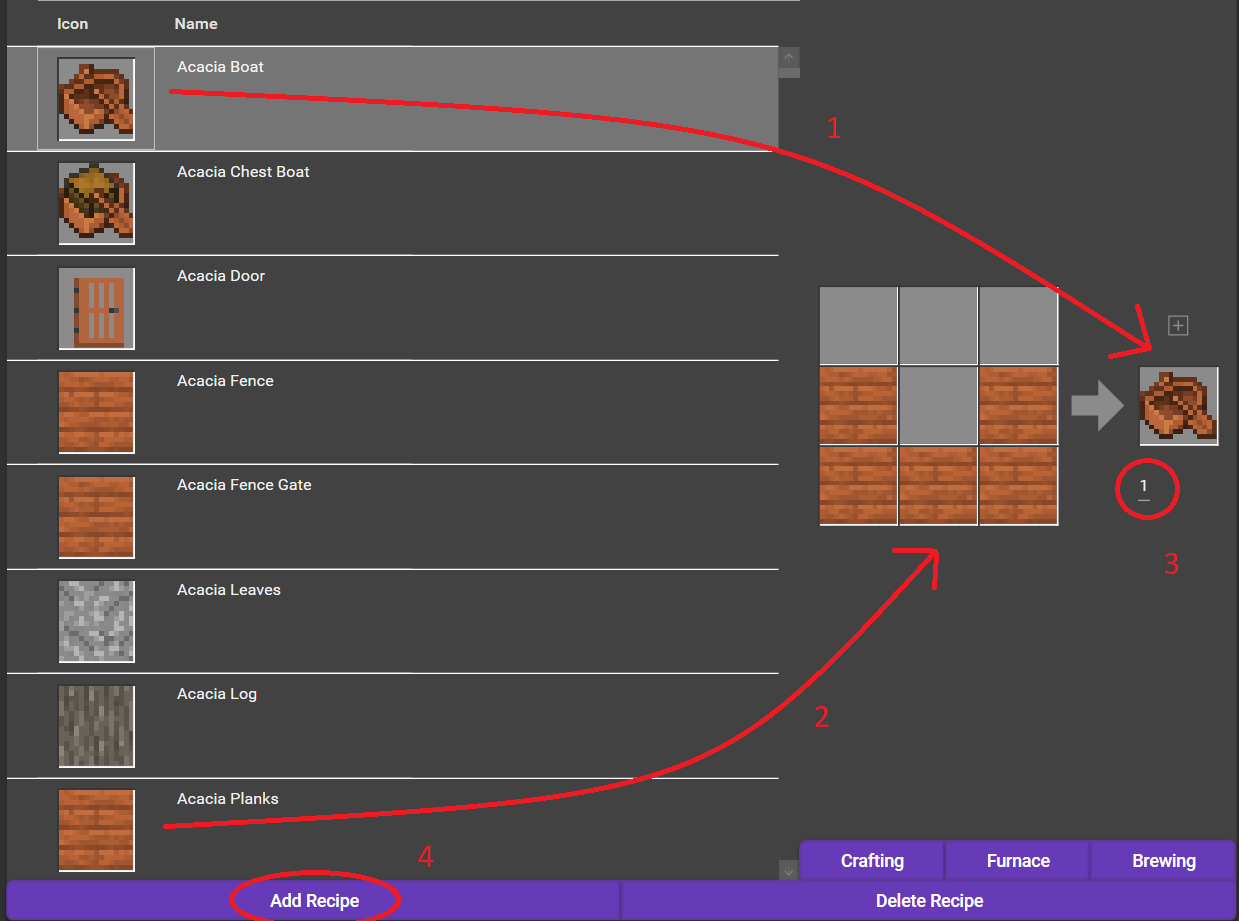 Icon Name
Acacia Boat
1
Acacia Chest Boat
Acacia Door
Acacia Fence
Acacia Fence Gate
1
3
Acacia Leaves
Acacia Log
2
Acacia Planks
4
Crafting Furnace Brewing
Add Recipe Delete Recipe